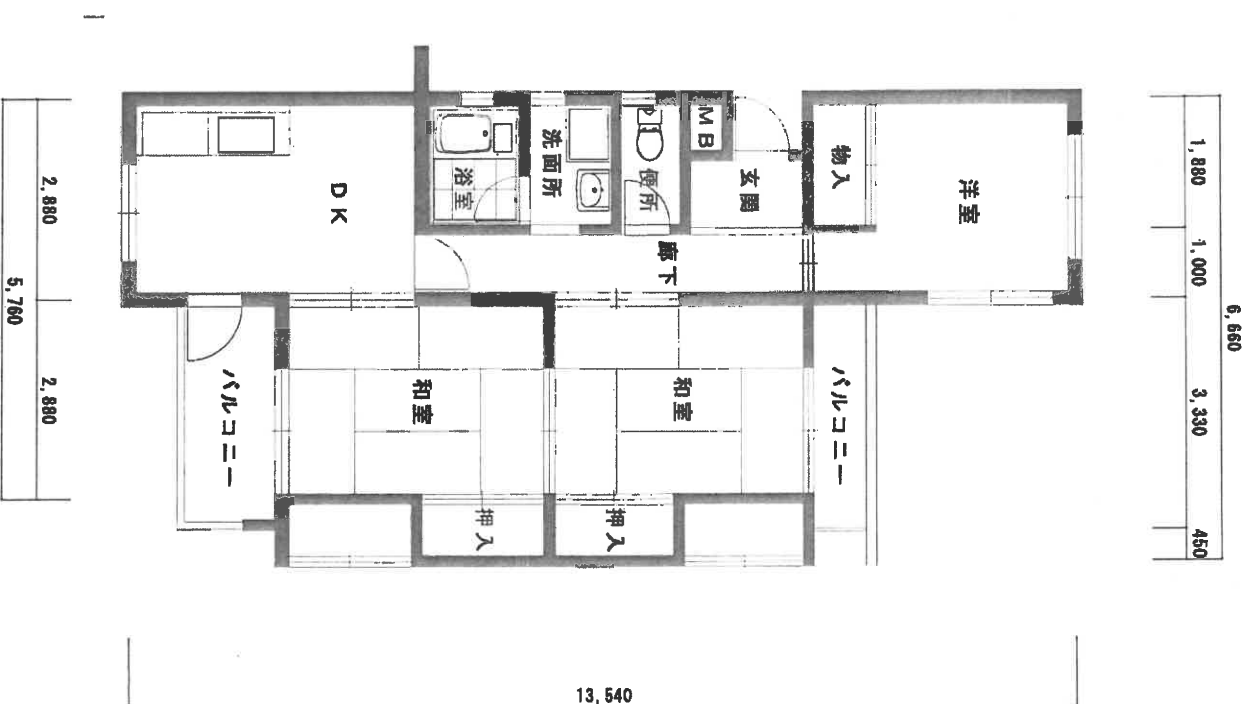 DK
浴室
洗面所
便所
MB
玄関
物入
洋室
廊下
バルコニー
和室
和室
バルコニー
押入
押入
2,880
2,880
5,760
1,880
1,000
3,330
450
6,660
13,540